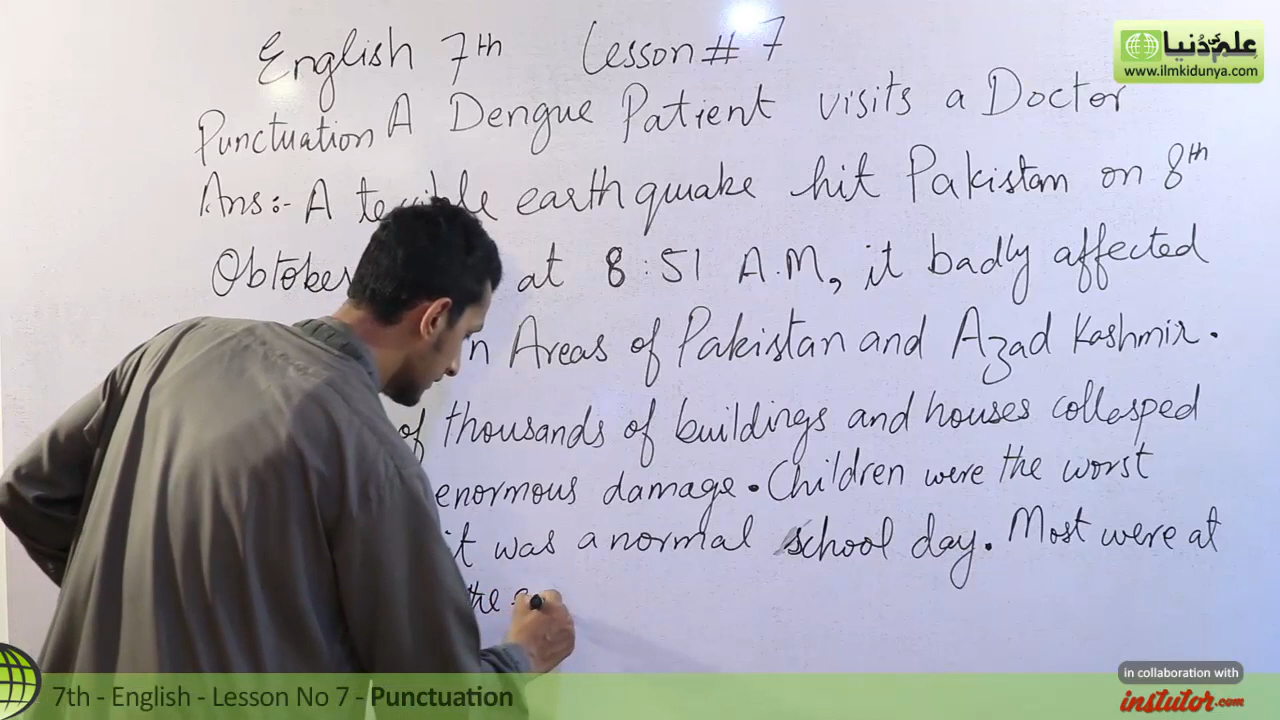 English 7th Lesson # 7
Punctuation A Dengue Patient visits a Doctor
Ans:- A terrible earthquake hit Pakistan on 8th
Obtober at 8:51 A.M, it badly affected
n Areas of Pakistan and Azad Kashmir.
of thousands of buildings and houses collesped
enormous damage. Children were the worst
it was a normal school day. Most were at
the
علم کی دُنیا
www.ilmkidunya.com
in collaboration with
instutor.com
7th - English - Lesson No 7 - Punctuation